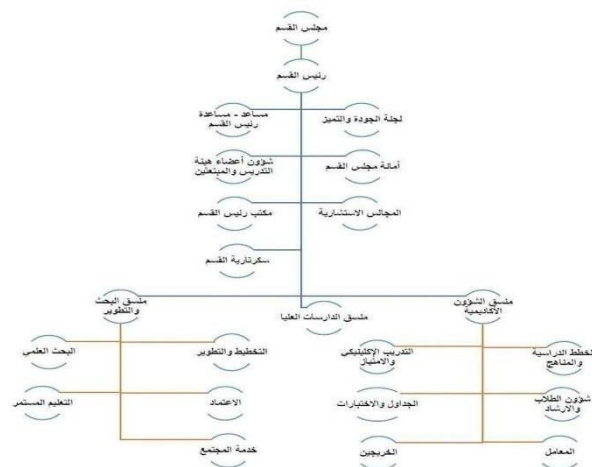 مجلس القسم
رئيس القسم
لجنة الجودة والتميز
مساعد - مساعدة
رئيس القسم
أمانة مجلس القسم
شؤون أعضاء هيئة
التدريس والمبتعثين
المجالس الاستشارية
مكتب رئيس القسم
سكرتارية القسم
منسق الشؤون
الأكاديمية
منسق الدارسات العليا
منسق البحث
والتطوير
الخطط الدراسية
والمناهج
التدريب الإكلينيكي
والامتياز
شؤون الطلاب
والارشاد
الجداول والاختبارات
المعامل
الخريجين
التخطيط والتطوير
البحث العلمي
الاعتماد
التعليم المستمر
خدمة المجتمع